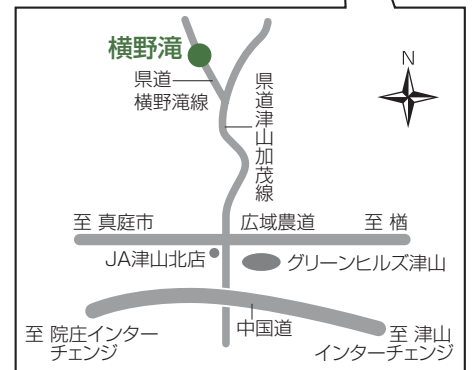 横野滝
県道
横野滝線
県道津山加茂線
N
至 真庭市
広域農道
至 楢
JA津山北店
グリーンヒルズ津山
中国道
至 院庄インター
チェンジ
至 津山
インターチェンジ